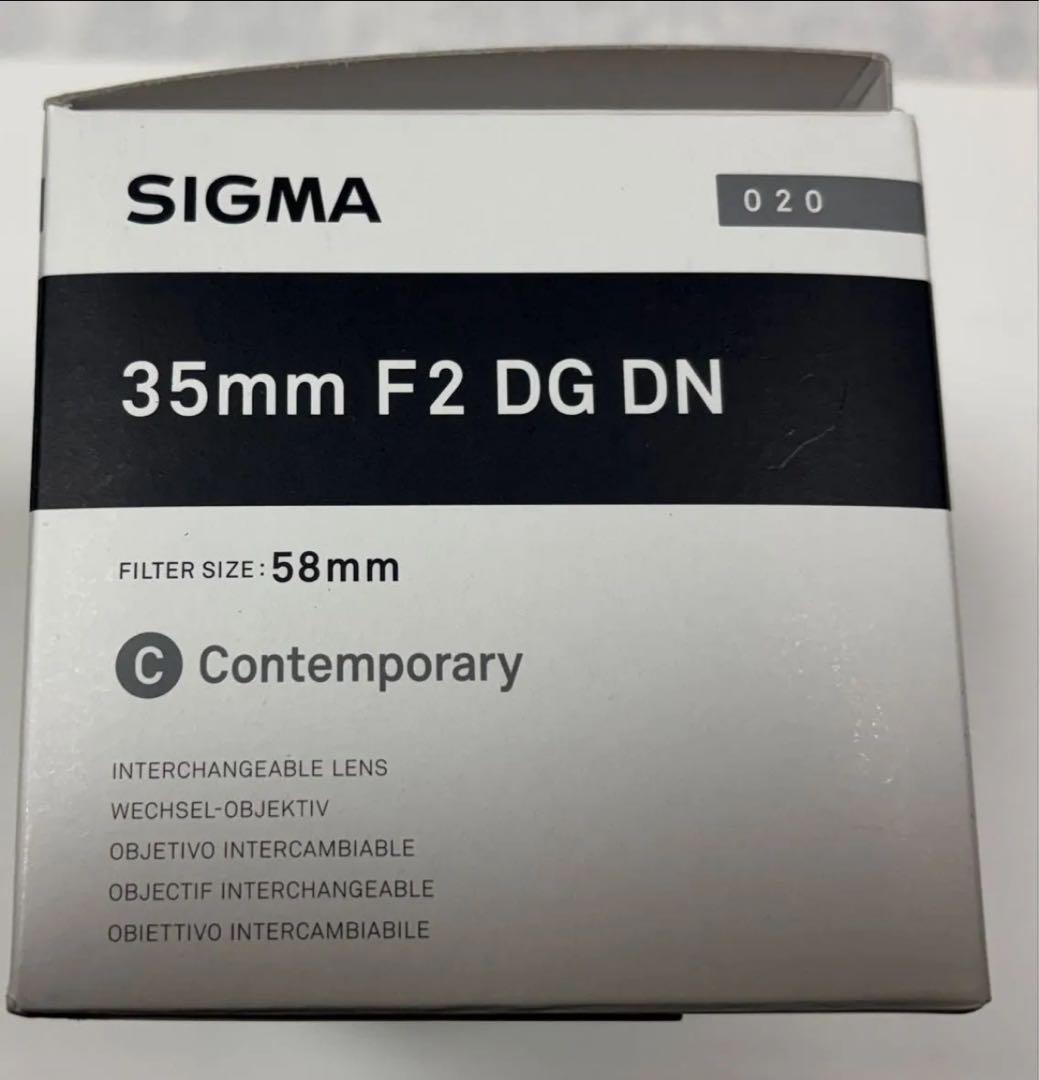 SIGMA
020
35mm F2 DG DN
FILTER SIZE: 58mm
C Contemporary
INTERCHANGEABLE LENS
WECHSEL-OBJEKTIV
OBJETIVO INTERCAMBIABLE
OBJECTIF INTERCHANGEABLE
OBIETTIVO INTERCAMBIABILE